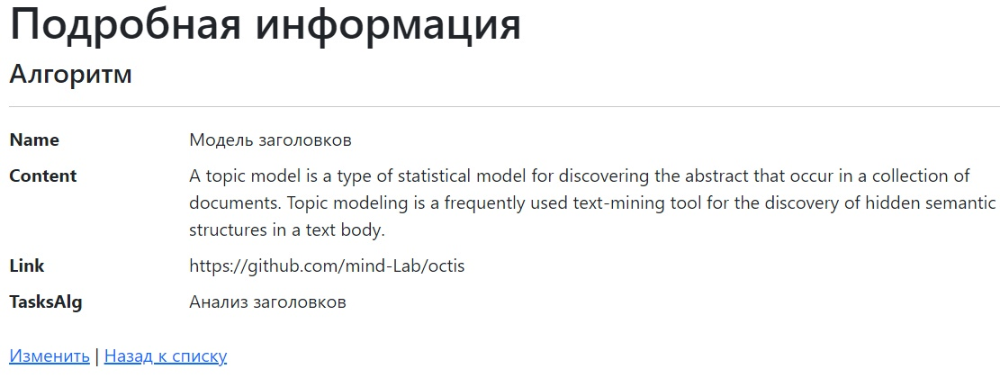 Подробная информация
Алгоритм
Name Модель заголовков
Content A topic model is a type of statistical model for discovering the abstract that occur in a collection of
documents. Topic modeling is a frequently used text-mining tool for the discovery of hidden semantic
structures in a text body.
Link https://github.com/mind-Lab/octis
TasksAlg Анализ заголовков
Изменить | Назад к списку